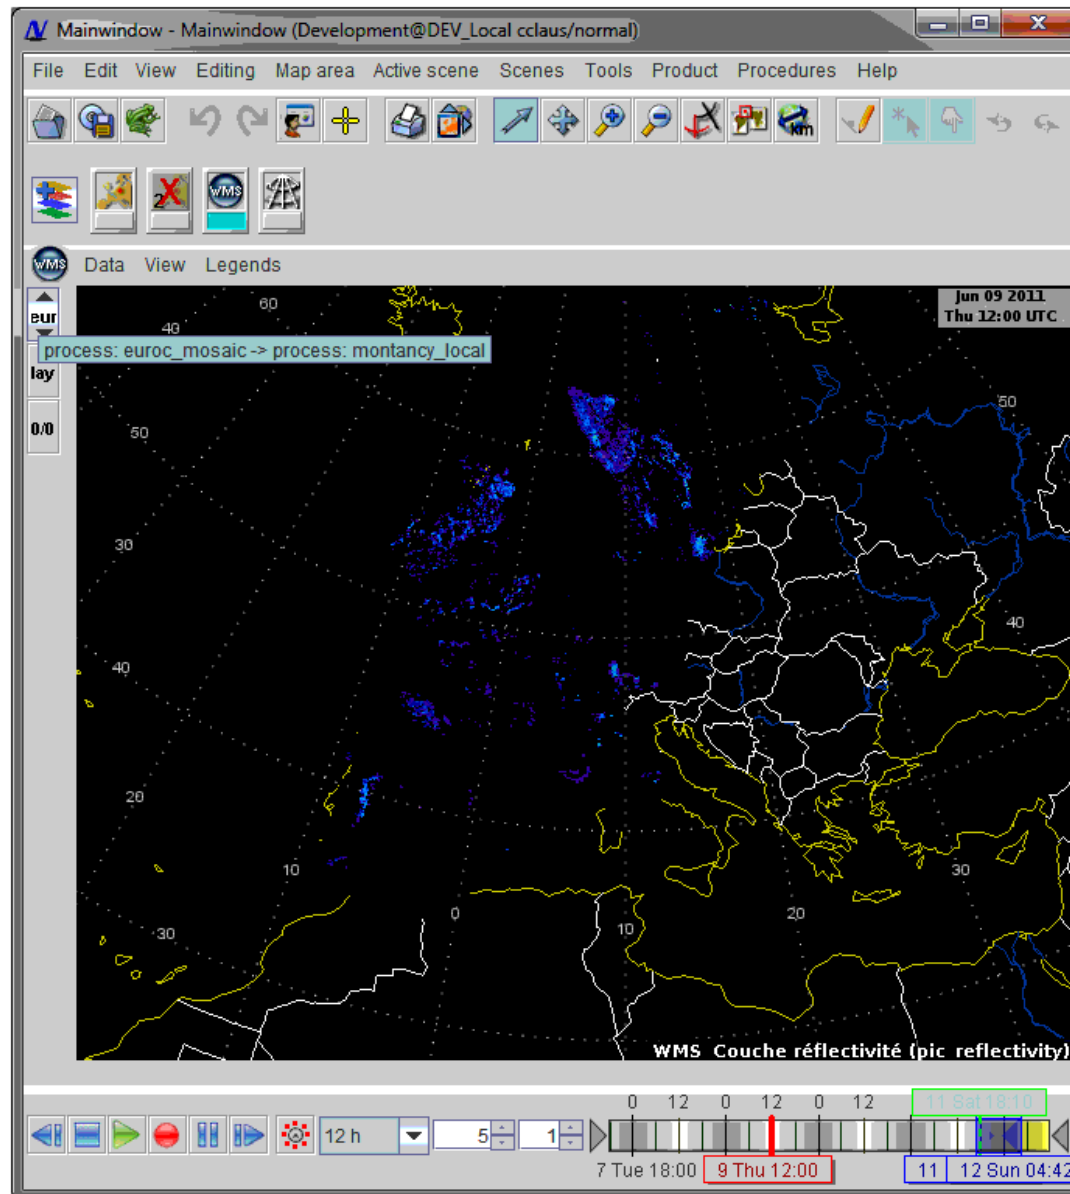 Mainwindow - Mainwindow (Development@DEV_Local cclaus/normal)
File Edit View Editing Map area Active scene Scenes Tools Product Procedures Help
km
2 WMS
WMS Data View Legends
eur
Jun 09 2011
Thu 12:00 UTC
process: euroc_mosaic -> process: montancy_local
lay
0/0
60
40
50
50
30
40
40
20
10
30
0
10
20
30
WMS Couche réflectivité (pic reflectivity)
0 12 0 12 0 12 11 Sat 18:10
12 h 5 1
7 Tue 18:00 9 Thu 12:00 11 12 Sun 04:42